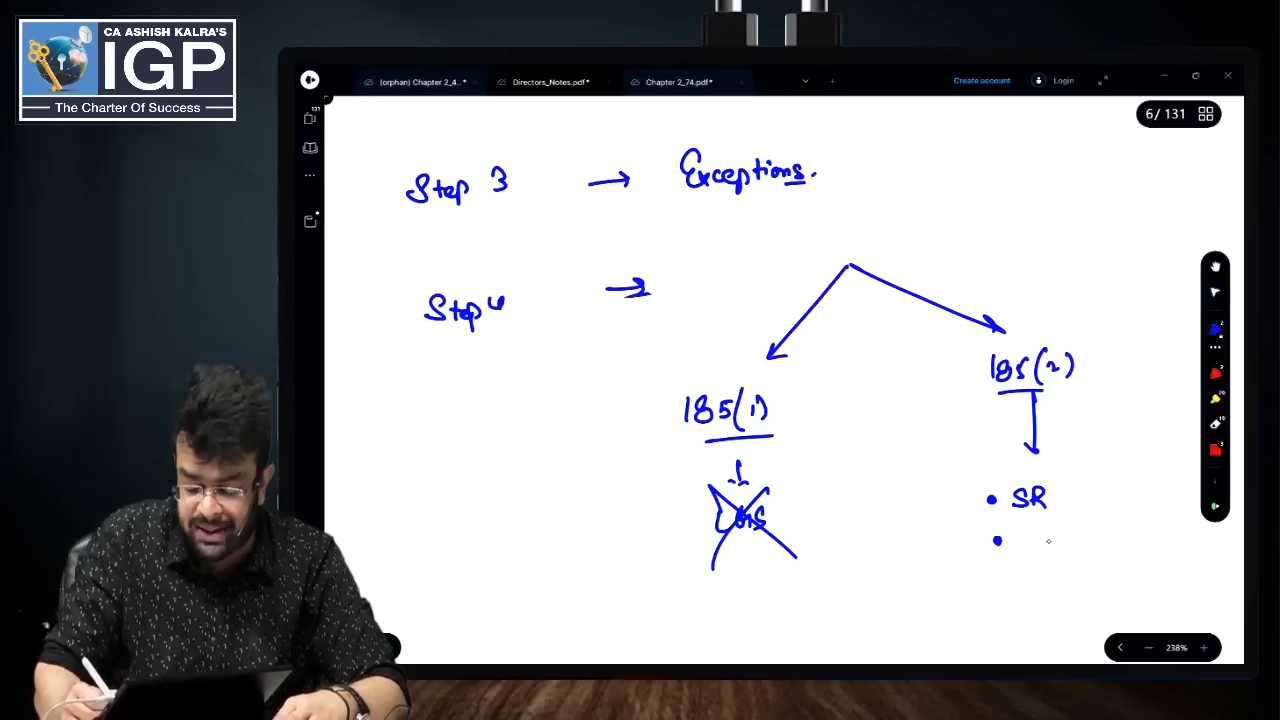 CA ASHISH KALRA'S
IGP
The Charter Of Success
(orphan) Chapter 2_4...*
Directors_Notes.pdf*
Chapter 2_74.pdf*
Create account
Login
131
6/ 131
Step 3 → Exceptions.
Step 4 →
185(1)
185(2)
• SR
•
238%